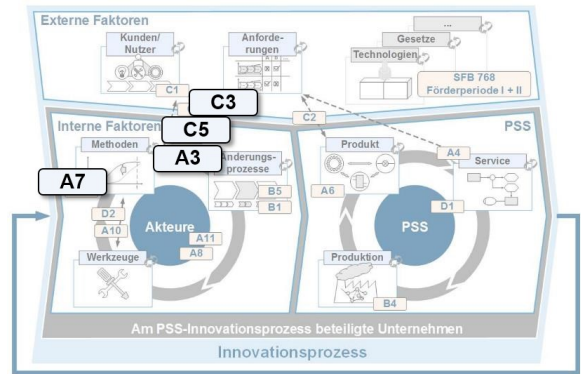 Externe Faktoren
Kunden/
Nutzer
Anforde-
rungen
...
Gesetze
Technologien
SFB 768
Förderperiode I + II
C1
C3
C2
Interne Faktoren
C5
PSS
Methoden
A3
Änderungs-
prozesse
Produkt
A4
Service
A7
B5
B1
A6
D2
A10
Akteure
D1
PSS
A11
A8
Werkzeuge
Produktion
B4
Am PSS-Innovationsprozess beteiligte Unternehmen
Innovationsprozess